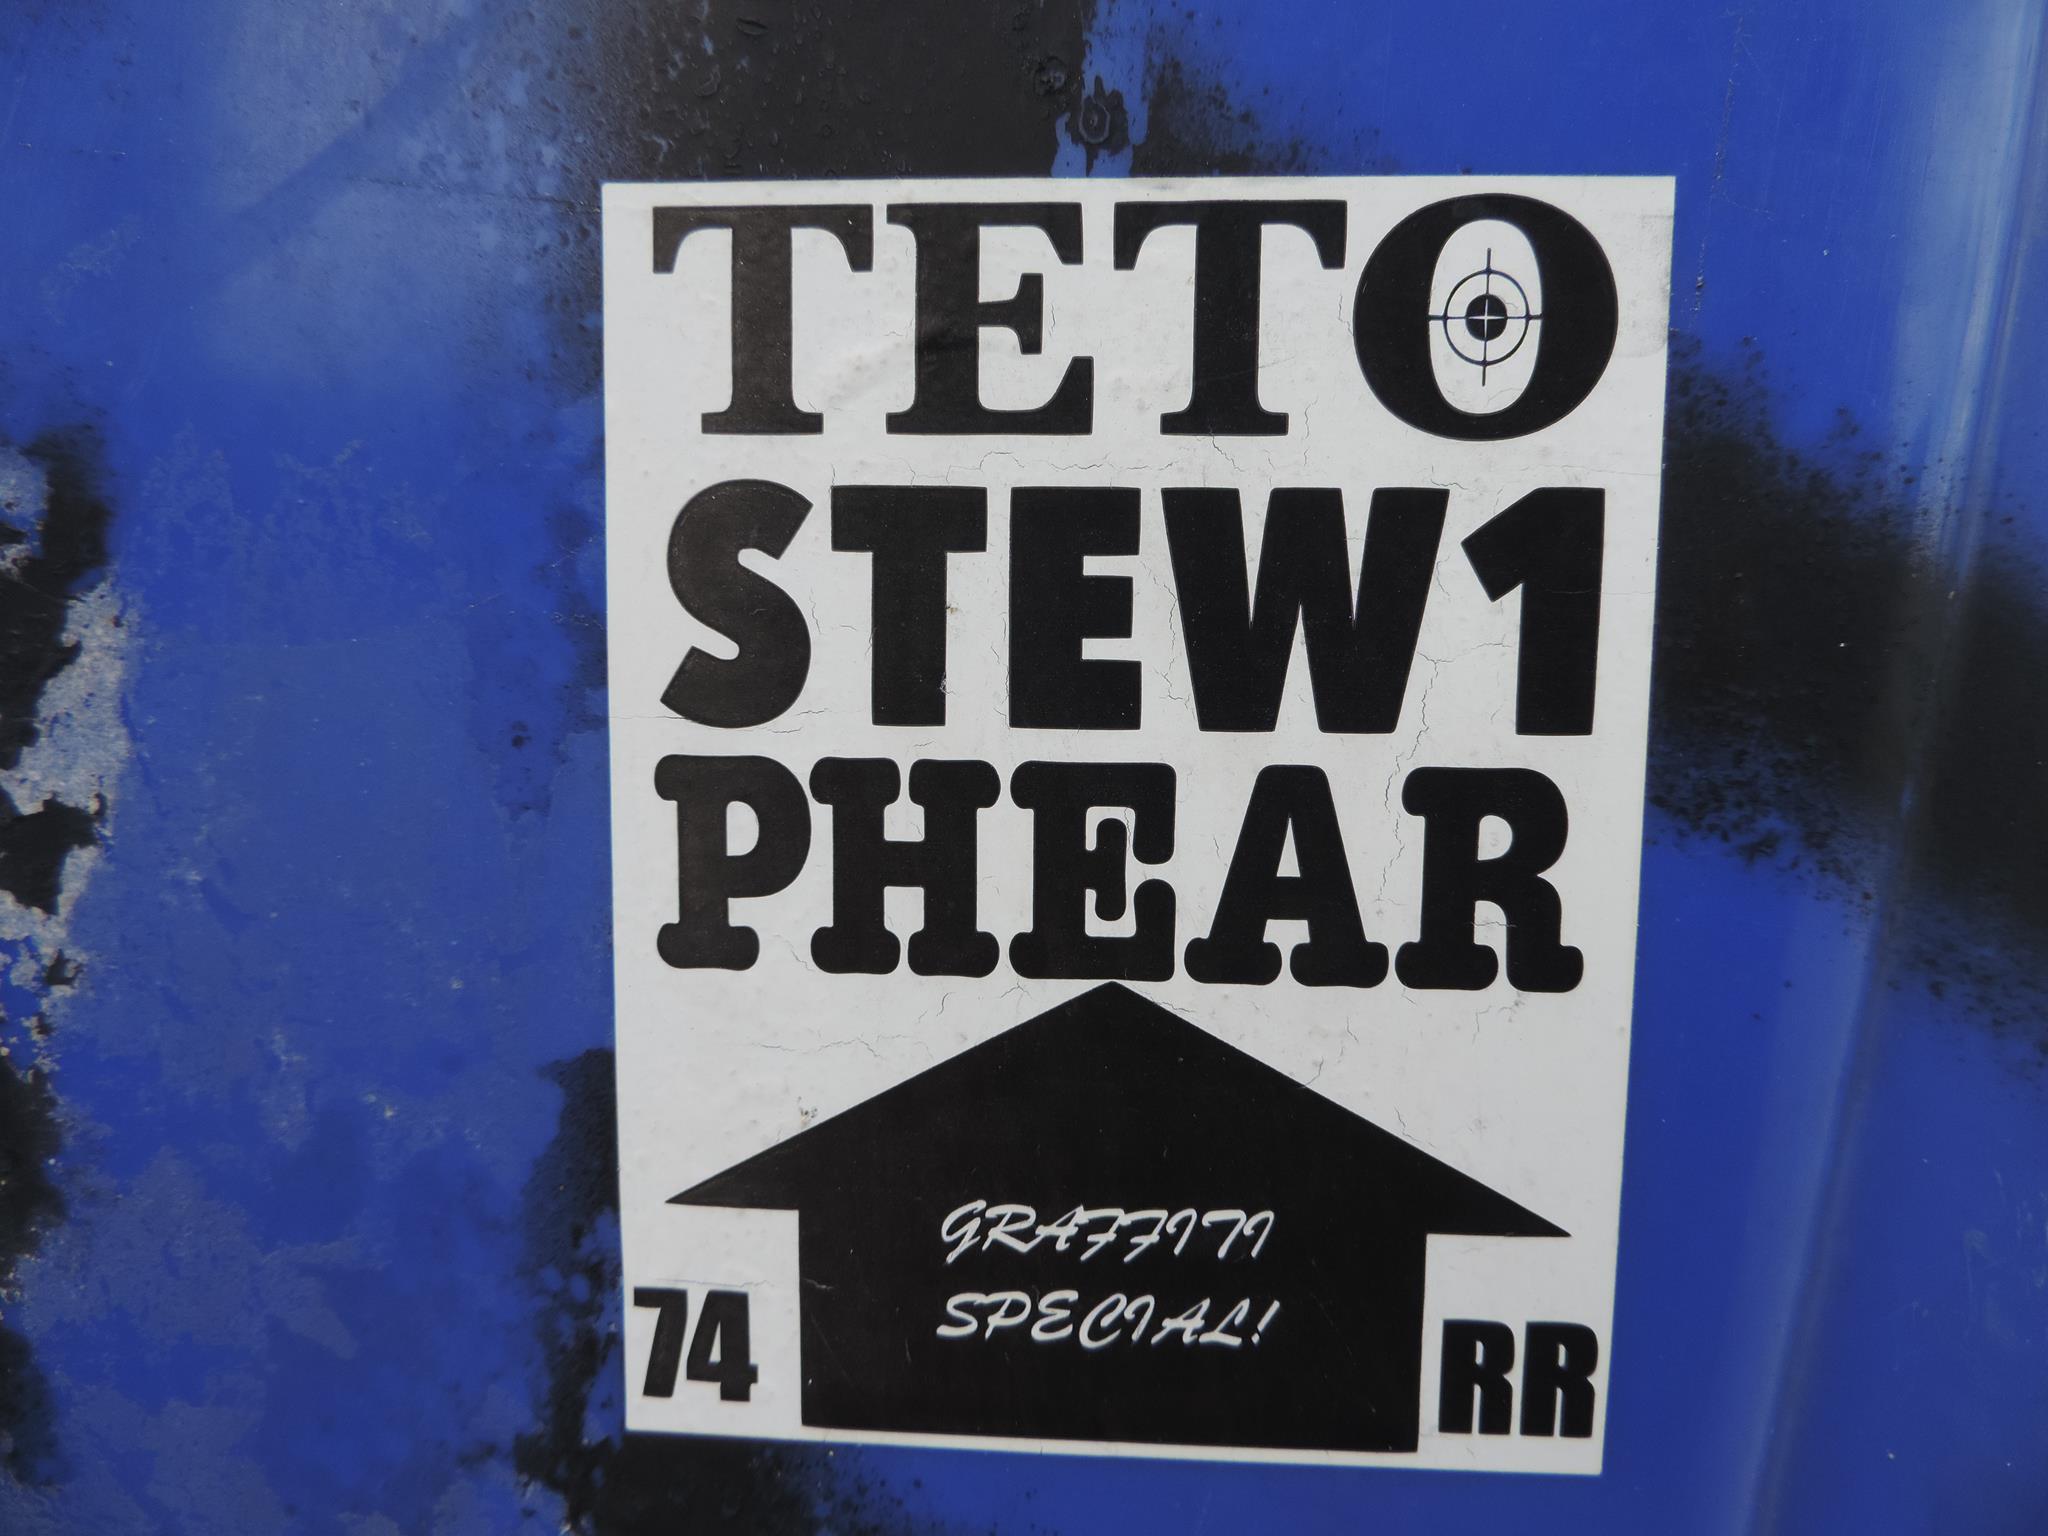 TETO
STEW1
PHEAR
GRAFFITI
SPECIAL!
74
RR